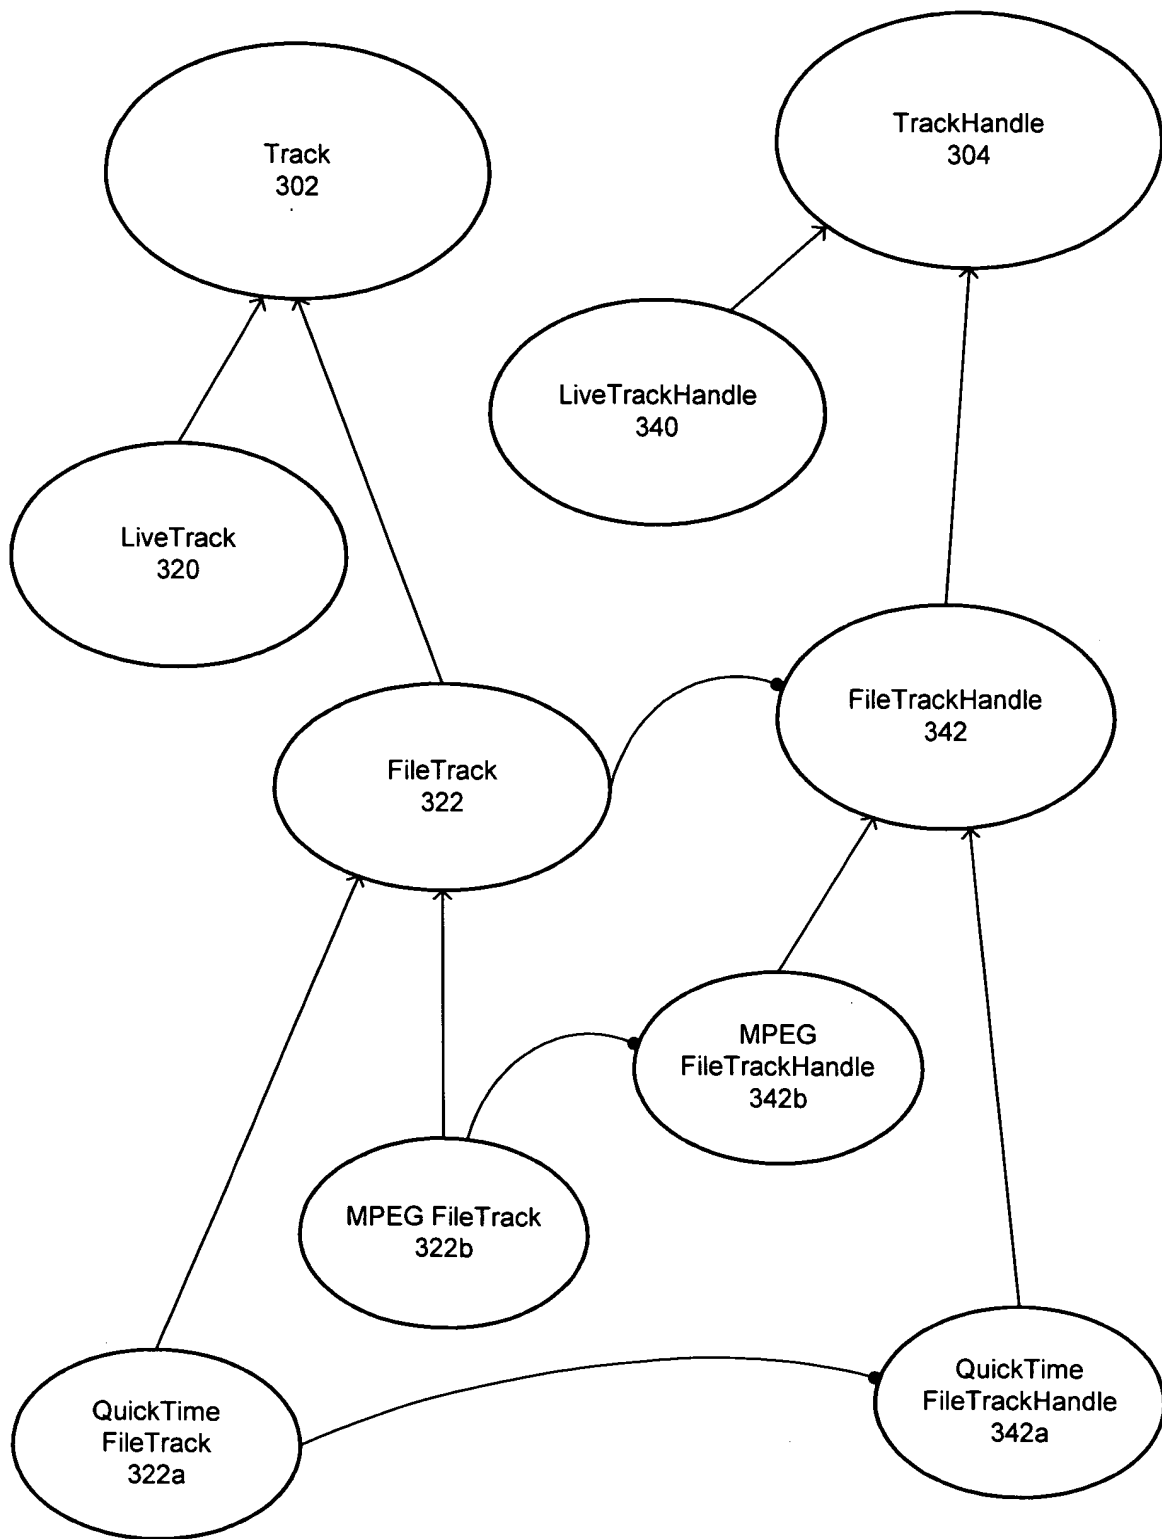 Track
302
TrackHandle
304
LiveTrackHandle
340
LiveTrack
320
FileTrackHandle
342
FileTrack
322
MPEG
FileTrackHandle
342b
MPEG FileTrack
322b
QuickTime
FileTrackHandle
342a
QuickTime
FileTrack
322a